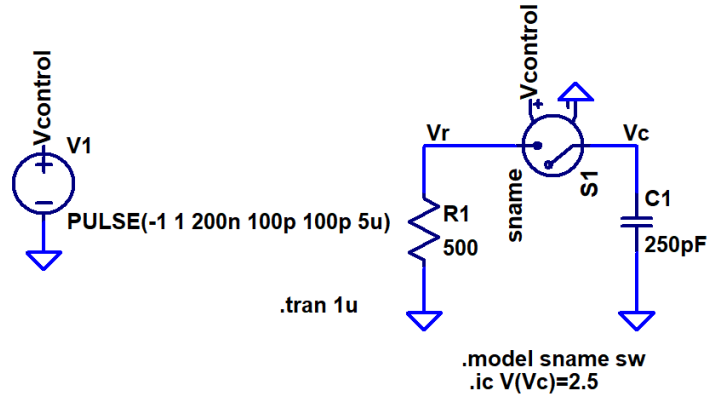 Vcontrol
V1
PULSE(-1 1 200n 100p 100p 5u)
.tran 1u
Vr
R1
500
sname
Vcontrol
S1
Vc
C1
250pF
.model sname sw
.ic V(Vc)=2.5